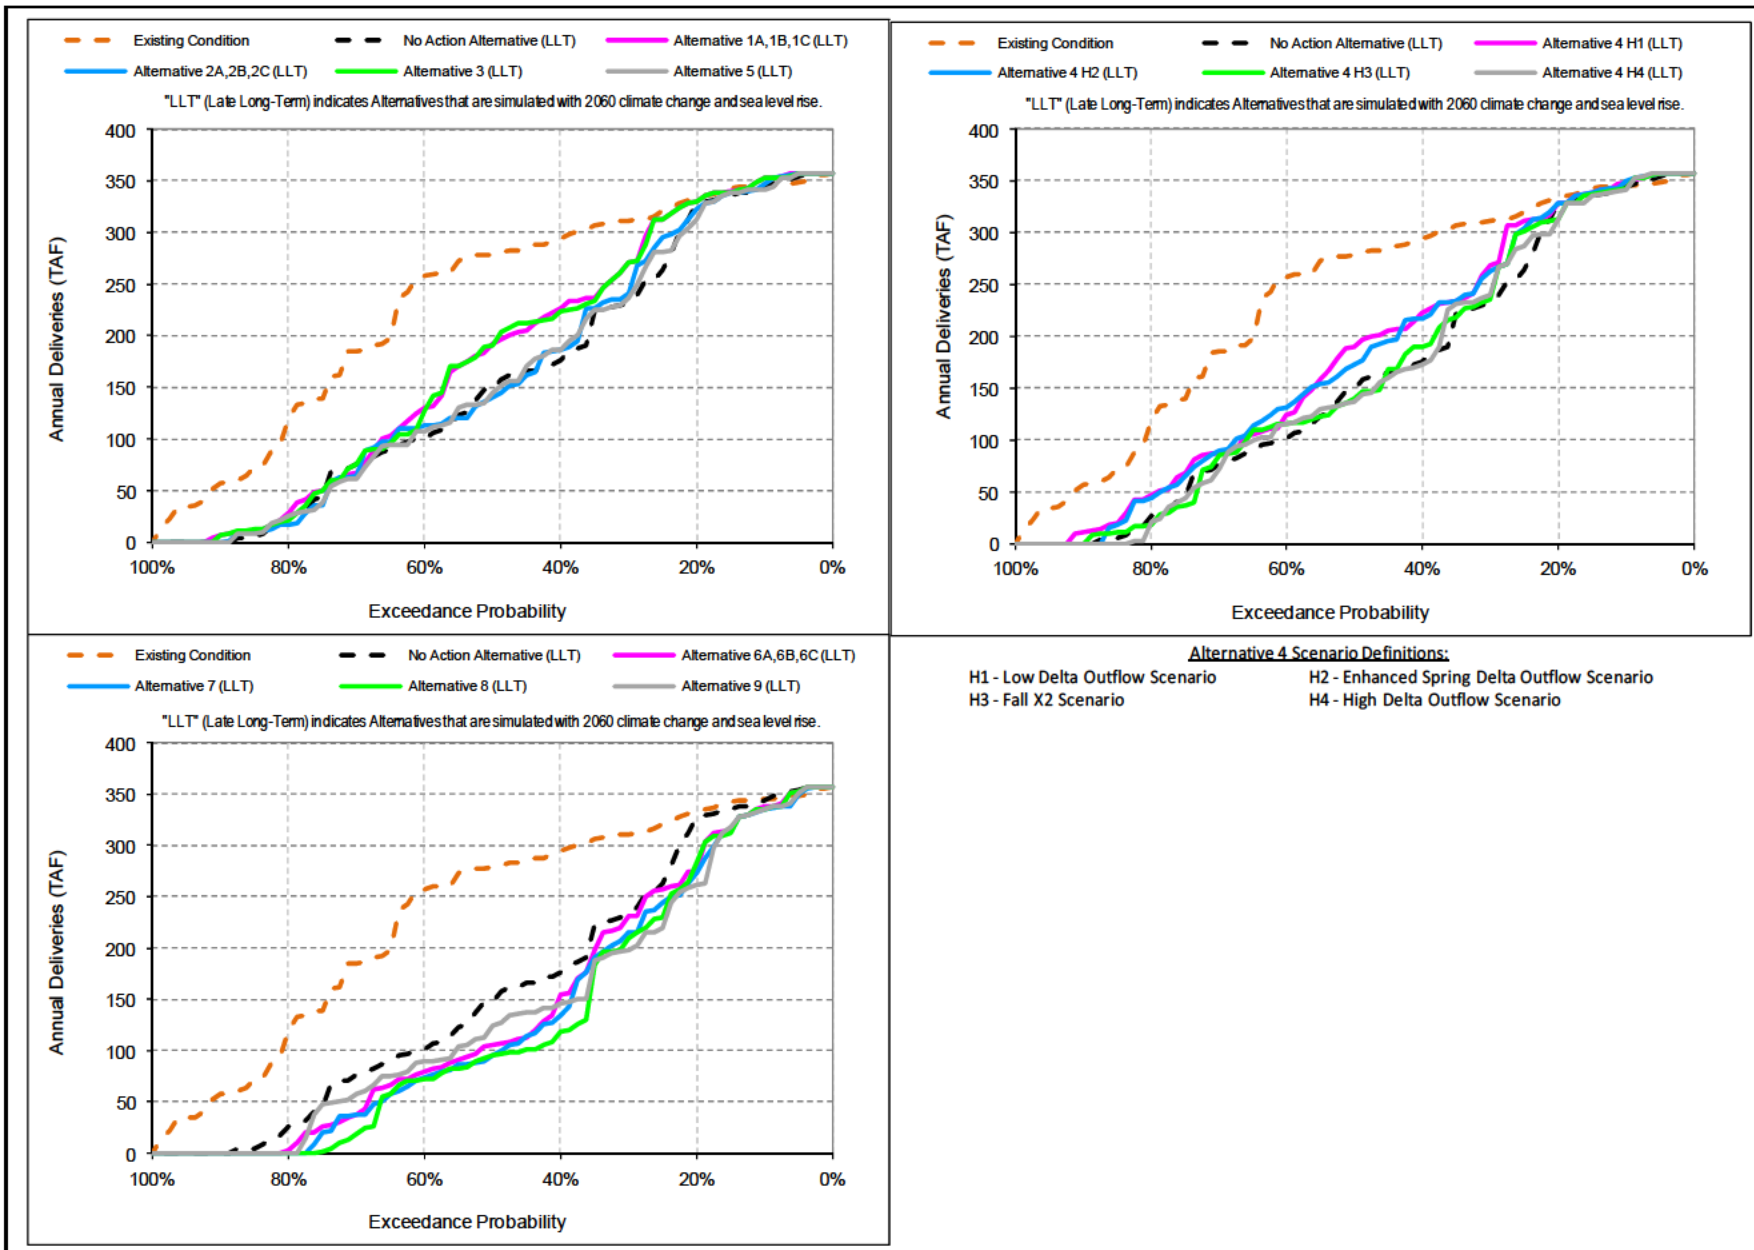 Existing Condition No Action Alternative (LLT) Alternative 1A,1B,1C (LLT)
Alternative 2A,2B,2C (LLT) Alternative 3 (LLT) Alternative 5 (LLT)
"LLT" (Late Long-Term) indicates Alternatives that are simulated with 2060 climate change and sea level rise.
400
350
300
250
200
150
100
50
0
Annual Deliveries (TAF)
100% 80% 60% 40% 20% 0%
Exceedance Probability
Existing Condition No Action Alternative (LLT) Alternative 4 H1 (LLT)
Alternative 4 H2 (LLT) Alternative 4 H3 (LLT) Alternative 4 H4 (LLT)
"LLT" (Late Long-Term) indicates Alternatives that are simulated with 2060 climate change and sea level rise.
400
350
300
250
200
150
100
50
0
Annual Deliveries (TAF)
100% 80% 60% 40% 20% 0%
Exceedance Probability
Existing Condition No Action Alternative (LLT) Alternative 6A,6B,6C (LLT)
Alternative 7 (LLT) Alternative 8 (LLT) Alternative 9 (LLT)
"LLT" (Late Long-Term) indicates Alternatives that are simulated with 2060 climate change and sea level rise.
400
350
300
250
200
150
100
50
0
Annual Deliveries (TAF)
100% 80% 60% 40% 20% 0%
Exceedance Probability
Alternative 4 Scenario Definitions:
H1 - Low Delta Outflow Scenario H2 - Enhanced Spring Delta Outflow Scenario
H3 - Fall X2 Scenario H4 - High Delta Outflow Scenario